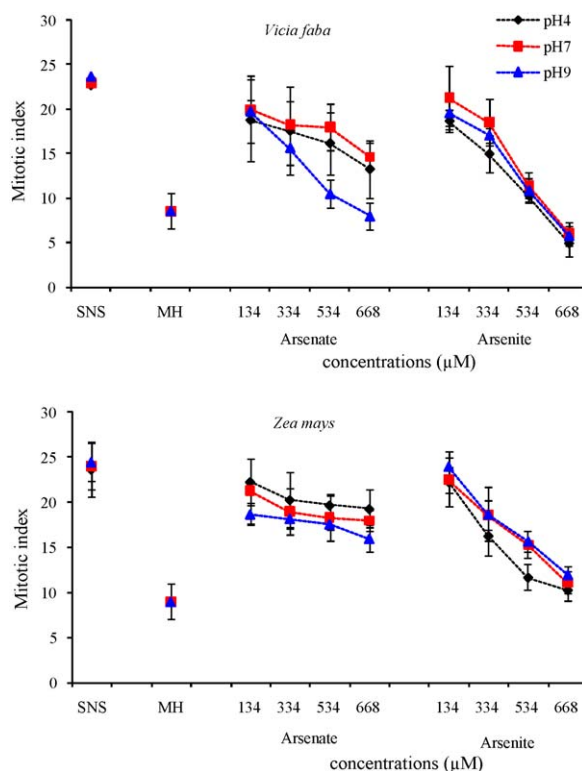 Vicia faba
pH4
pH7
pH9
Mitotic index
30
25
20
15
10
5
0
SNS MH 134 334 534 668 134 334 534 668
Arsenate Arsenite
concentrations (µM)
Zea mays
Mitotic index
30
25
20
15
10
5
0
SNS MH 134 334 534 668 134 334 534 668
Arsenate Arsenite
concentrations (µM)